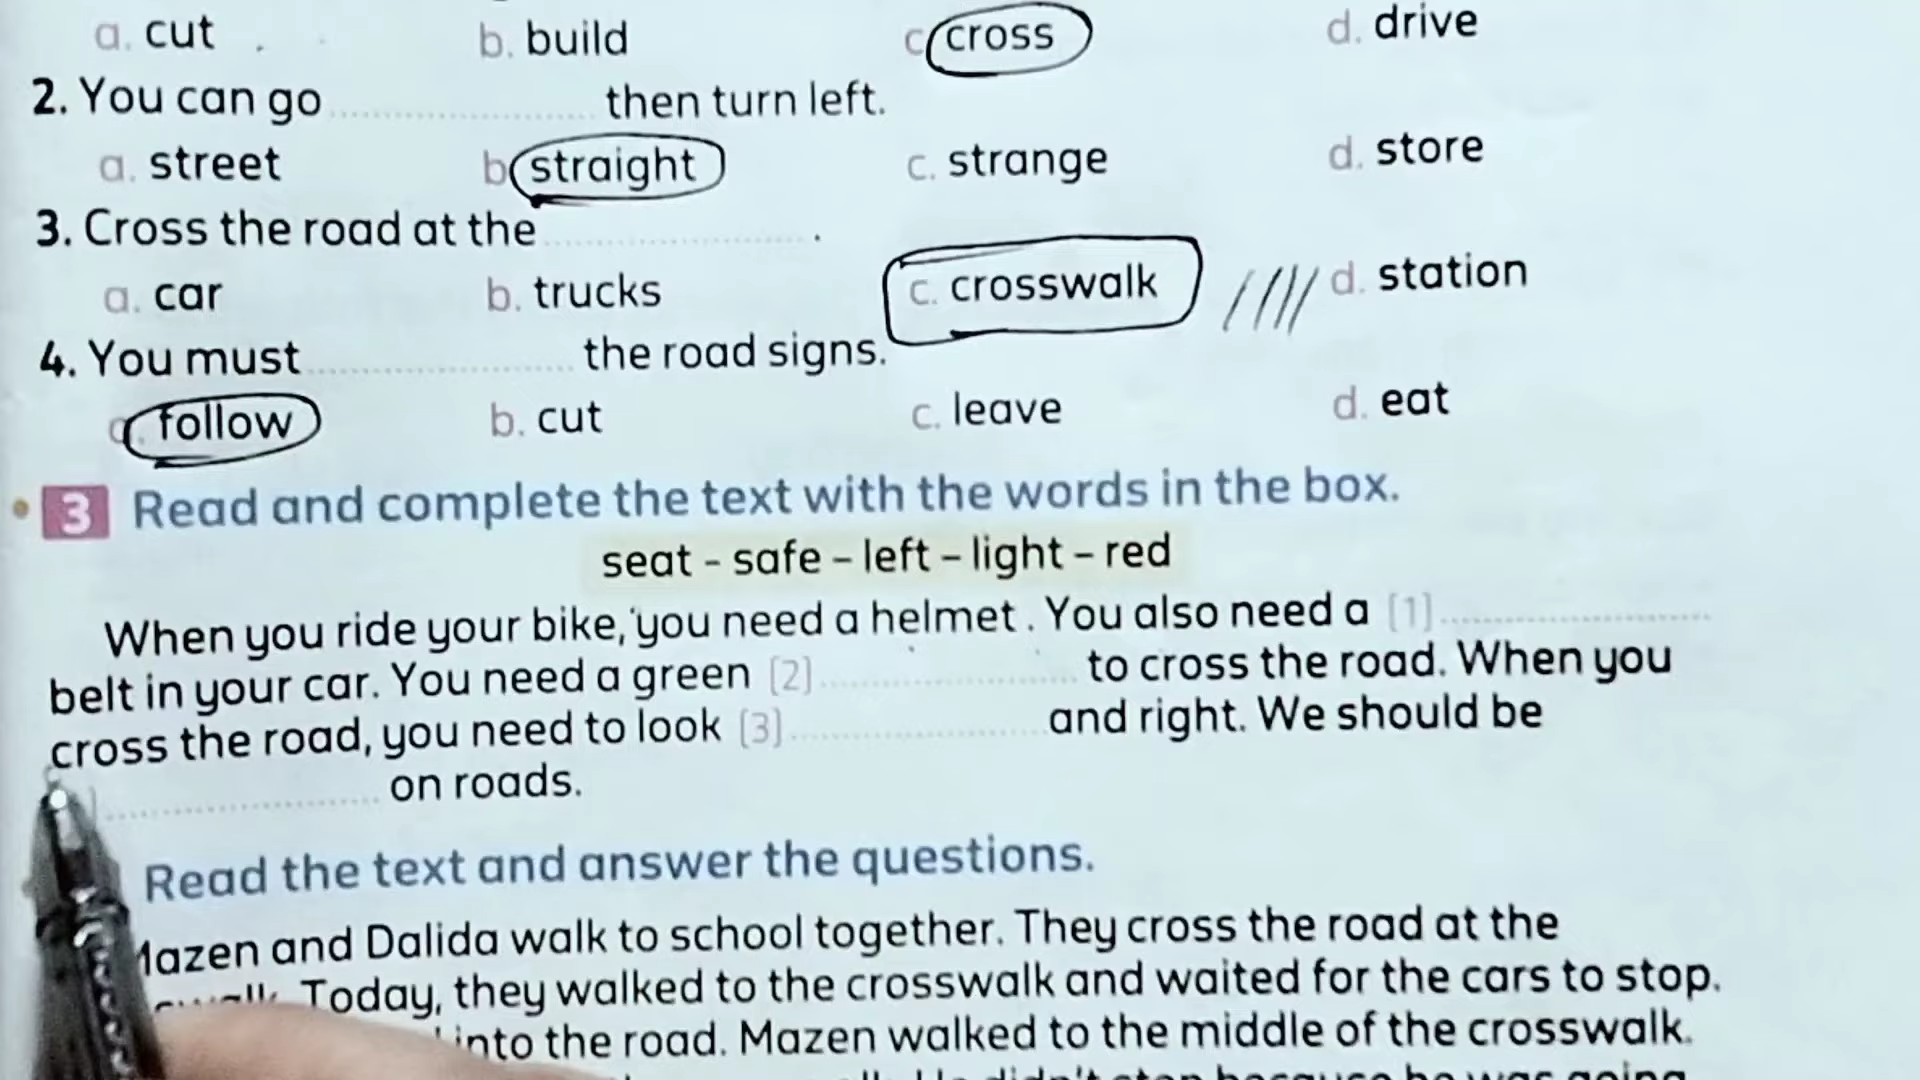 a. cut b. build c. cross d. drive
2. You can go .................... then turn left.
a. street b. straight c. strange d. store
3. Cross the road at the .................... .
a. car b. trucks c. crosswalk d. station
4. You must .................... the road signs.
a. follow b. cut c. leave d. eat
3 Read and complete the text with the words in the box.
seat - safe – left – light – red
When you ride your bike, you need a helmet. You also need a [1] ....................
belt in your car. You need a green [2] .................... to cross the road. When you
cross the road, you need to look [3] .................... and right. We should be
.................... on roads.
Read the text and answer the questions.
Mazen and Dalida walk to school together. They cross the road at the
Today, they walked to the crosswalk and waited for the cars to stop.
into the road. Mazen walked to the middle of the crosswalk.
didn't stop because he was going